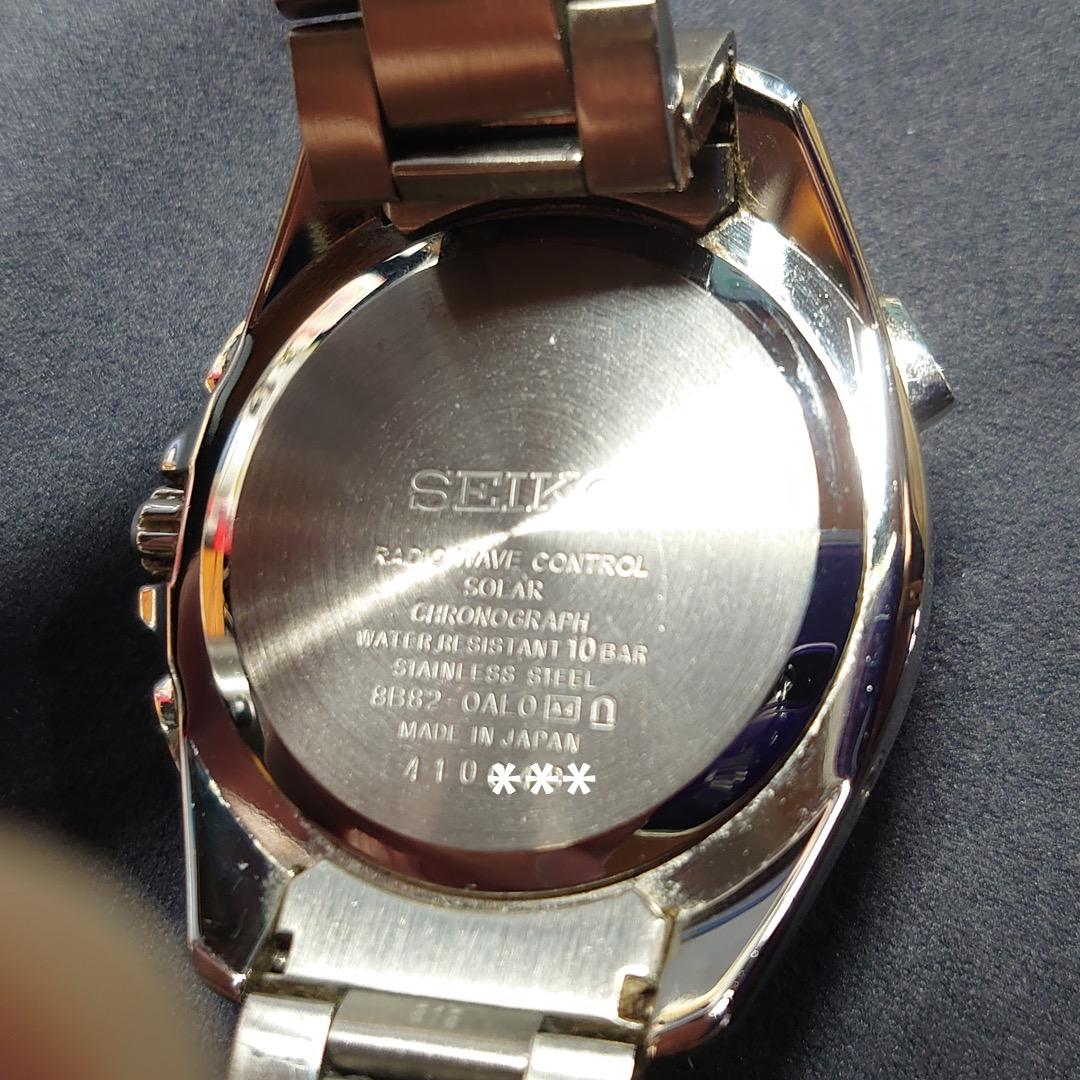 SEIKO
RADIO WAVE CONTROL
SOLAR
CHRONOGRAPH
WATER RESISTANT 10 BAR
STAINLESS STEEL
8B82-0AL0
MADE IN JAPAN
410***